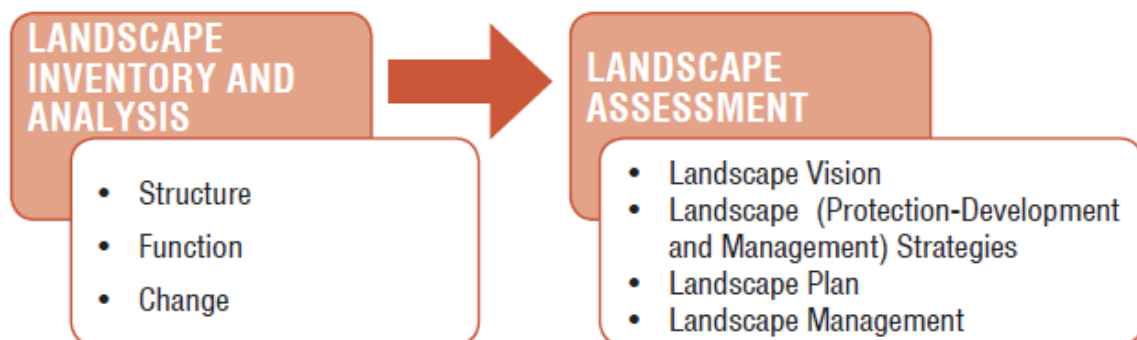 LANDSCAPE
INVENTORY AND
ANALYSIS
• Structure
• Function
• Change
LANDSCAPE
ASSESSMENT
• Landscape Vision
• Landscape (Protection-Development
and Management) Strategies
• Landscape Plan
• Landscape Management